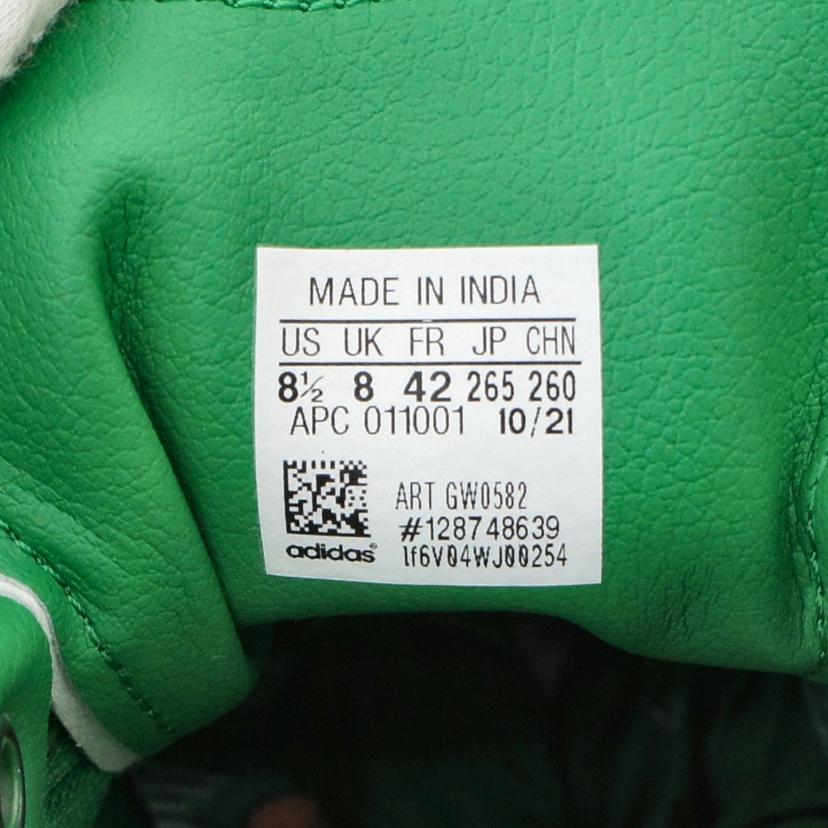 MADE IN INDIA
US UK FR JP CHN
8½ 8 42 265 260
APC 011001 10/21
ART GW0582
#128748639
adidas® 1f6V04WJ00254